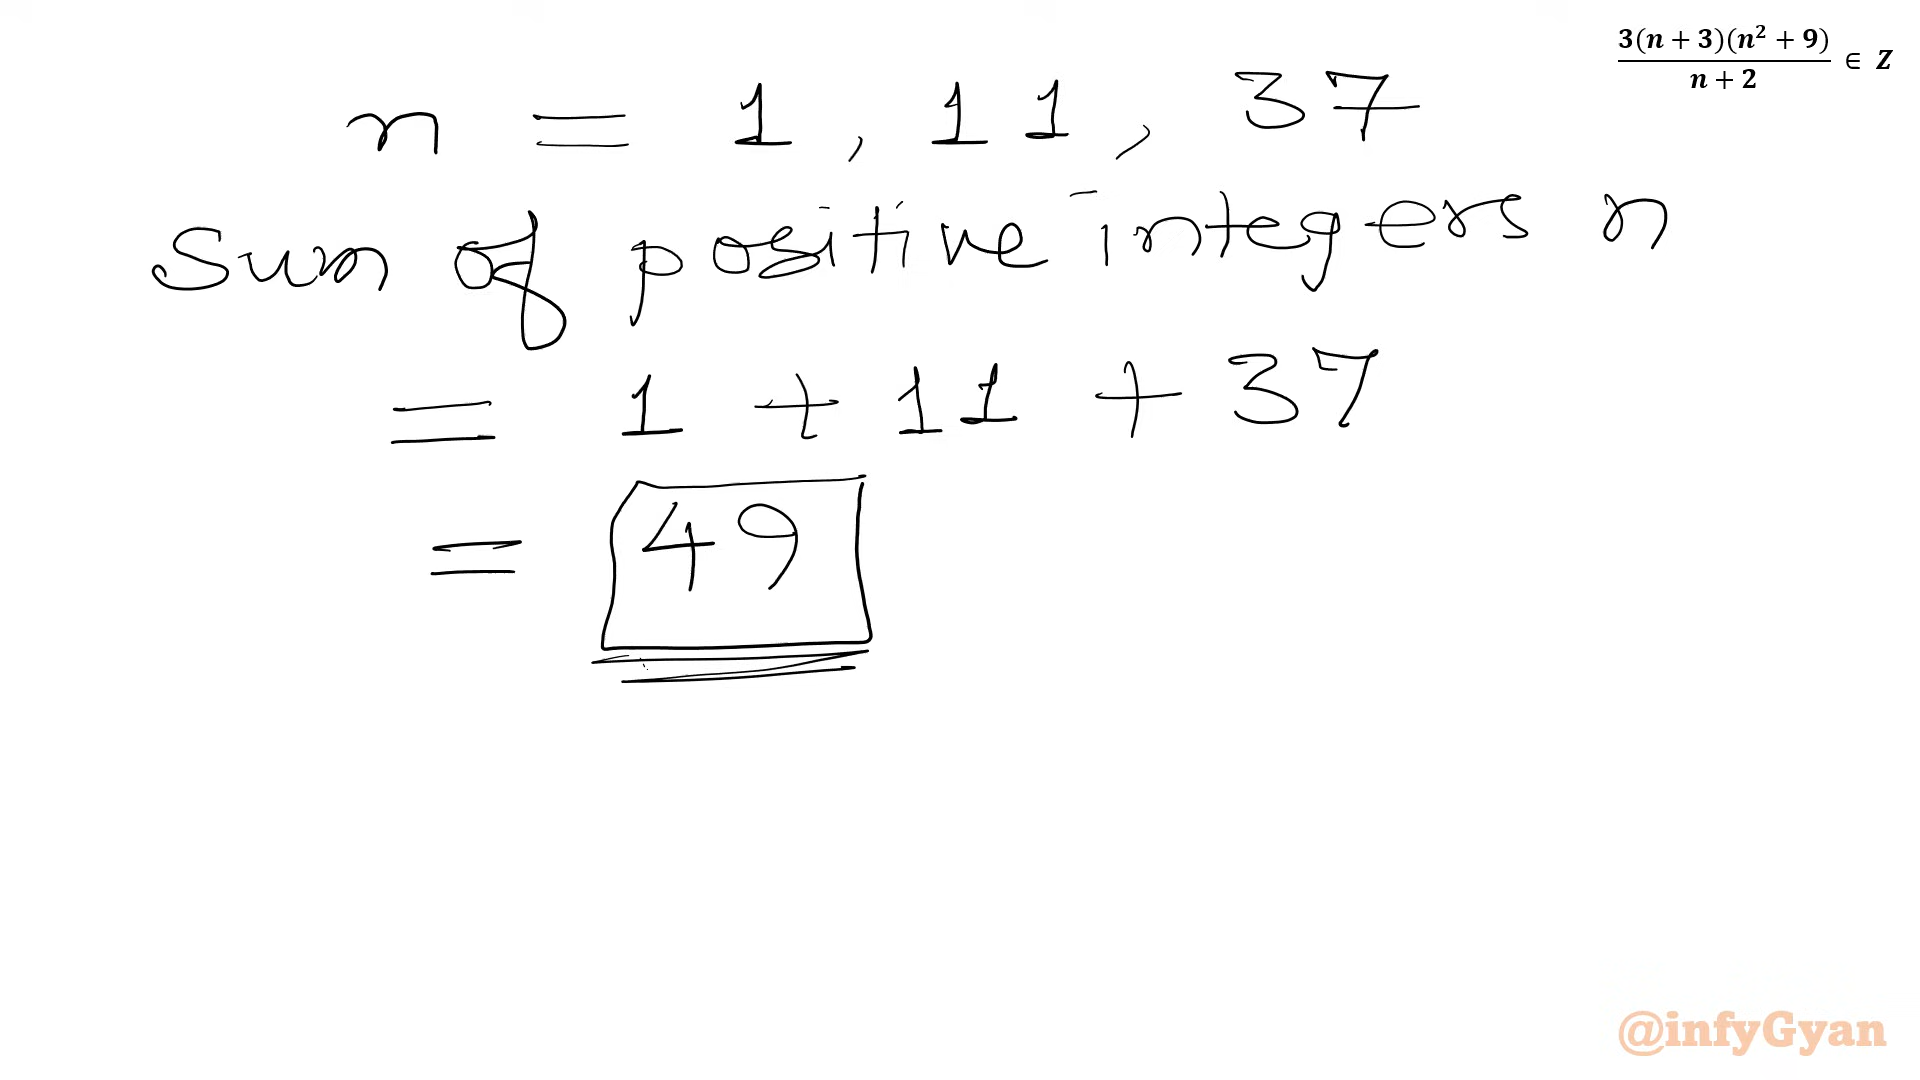 3(n + 3)(n² + 9) / n + 2 ∈ Z
n = 1, 11, 37
Sum of positive integers n
= 1 + 11 + 37
= 49
@infyGyan